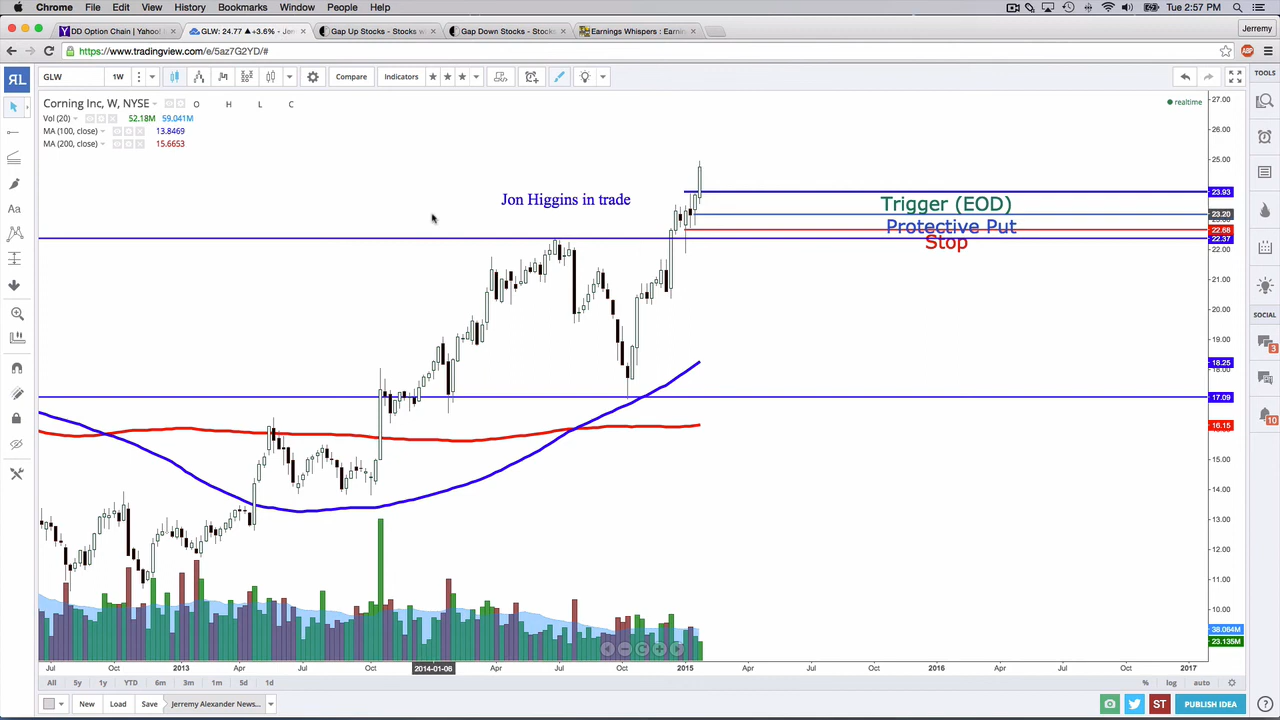 Chrome File Edit View History Bookmarks Window People Help Tue 2:57 PM
DD Option Chain | Yahoo! GLW: 24.77 ▲+3.6% - Jer Gap Up Stocks - Stocks w Gap Down Stocks - Stocks Earnings Whispers : Earni Jerremy
https://www.tradingview.com/e/5az7G2YD/#
GLW 1W Compare Indicators TOOLS
Corning Inc, W, NYSE O H L C realtime
Vol (20) 52.18M 59.041M
MA (100, close) 13.8469
MA (200, close) 15.6653
27.00
26.00
25.00
Jon Higgins in trade
23.93
Trigger (EOD)
23.20
Protective Put
22.68
Stop
22.37
22.00
21.00
20.00
SOCIAL
19.00
3
18.25
18.00
17.09
10
16.15
15.00
14.00
13.00
12.00
11.00
10.00
38.064M
23.135M
Jul Oct 2013 Apr Jul Oct 2014-01-06 Apr Jul Oct 2015 Apr Jul Oct 2016 Apr Jul Oct 2017
All 5y 1y YTD 6m 3m 1m 5d 1d % log auto
New Load Save Jerremy Alexander News... ST PUBLISH IDEA